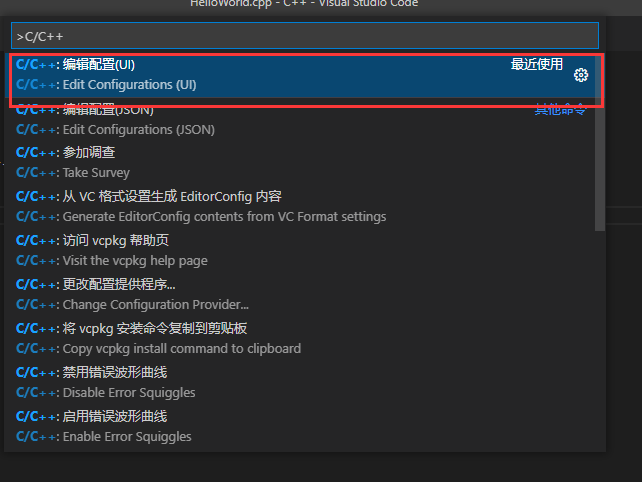 HelloWorld.cpp - C++ - Visual Studio Code
>C/C++
C/C++: 编辑配置(UI) 最近使用
C/C++: Edit Configurations (UI)
C/C++: 编辑配置(JSON) 其他命令
C/C++: Edit Configurations (JSON)
C/C++: 参加调查
C/C++: Take Survey
C/C++: 从 VC 格式设置生成 EditorConfig 内容
C/C++: Generate EditorConfig contents from VC Format settings
C/C++: 访问 vcpkg 帮助页
C/C++: Visit the vcpkg help page
C/C++: 更改配置提供程序...
C/C++: Change Configuration Provider...
C/C++: 将 vcpkg 安装命令复制到剪贴板
C/C++: Copy vcpkg install command to clipboard
C/C++: 禁用错误波形曲线
C/C++: Disable Error Squiggles
C/C++: 启用错误波形曲线
C/C++: Enable Error Squiggles